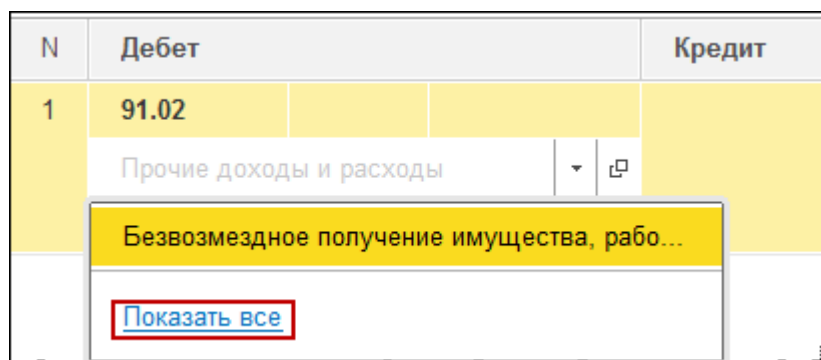 N Дебет Кредит
1 91.02
Прочие доходы и расходы
Безвозмездное получение имущества, рабо...
Показать все